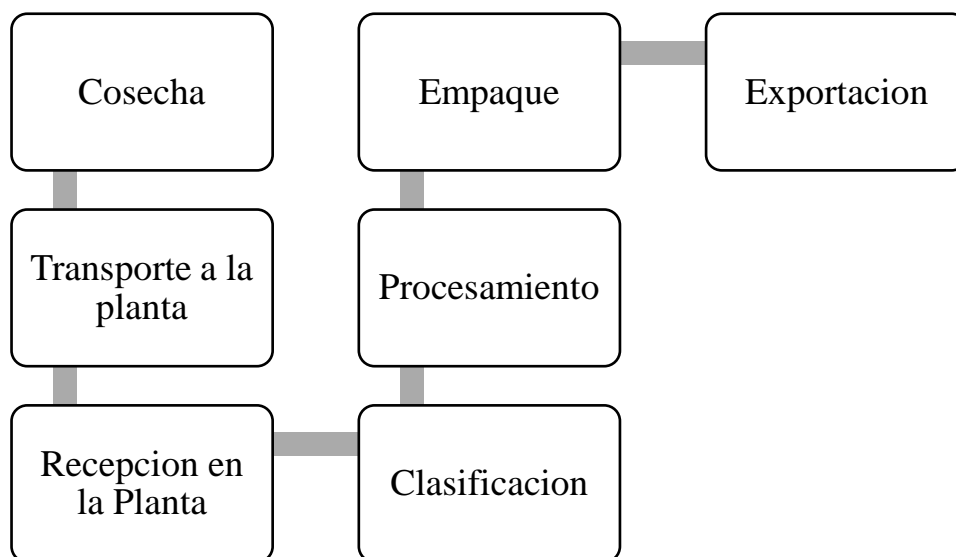 Cosecha
Transporte a la
planta
Recepcion en
la Planta
Clasificacion
Procesamiento
Empaque
Exportacion